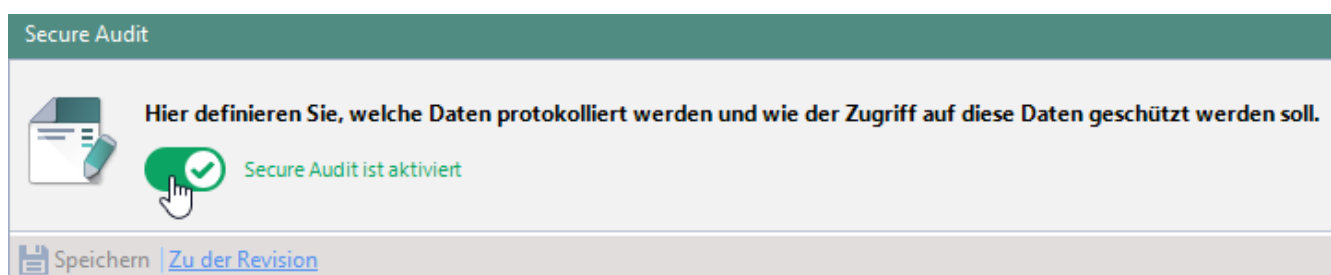 Secure Audit
Hier definieren Sie, welche Daten protokolliert werden und wie der Zugriff auf diese Daten geschützt werden soll.
Secure Audit ist aktiviert
Speichern | Zu der Revision